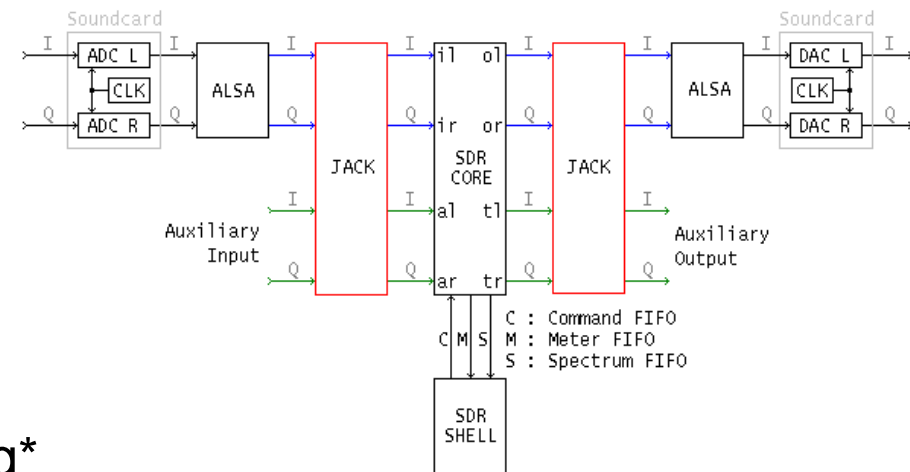 Soundcard
Soundcard
I
I
I
I
I
I
I
I
ADC L
il
ol
DAC L
CLK
CLK
ALSA
ALSA
Q
Q
Q
Q
Q
Q
Q
Q
ADC R
ir
or
DAC R
JACK
SDR
CORE
JACK
I
I
I
I
al
tl
Auxiliary
Input
Auxiliary
Output
Q
Q
Q
Q
ar
tr
C : Command FIFO
M : Meter FIFO
S : Spectrum FIFO
C M S
SDR
SHELL
g*